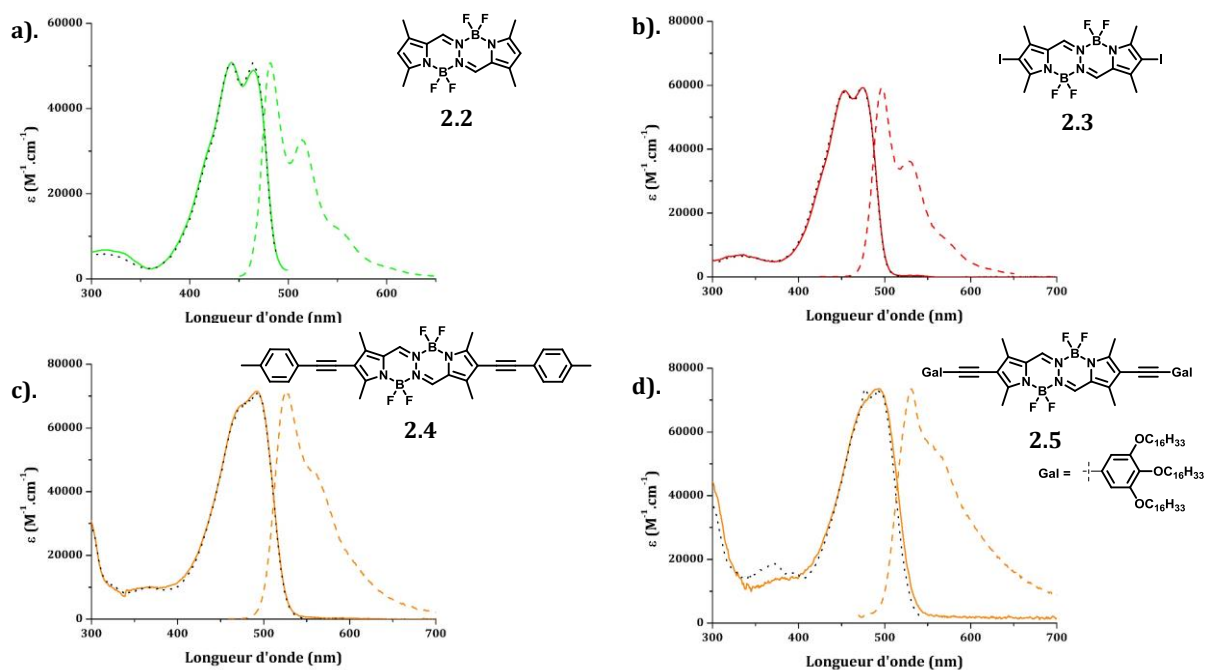 a).
60000
50000
40000
30000
20000
10000
0
300 400 500 600
ε (M⁻¹.cm⁻¹)
Longueur d'onde (nm)
F F
B
N N
N N
B
F F
2.2
b).
80000
60000
40000
20000
0
300 400 500 600 700
ε (M⁻¹.cm⁻¹)
Longueur d'onde (nm)
F F
B
I N N
N N I
B
F F
2.3
c).
80000
60000
40000
20000
0
300 400 500 600 700
ε (M⁻¹.cm⁻¹)
Longueur d'onde (nm)
F F
B
N N
N N
B
F F
2.4
d).
80000
60000
40000
20000
0
300 400 500 600 700
ε (M⁻¹.cm⁻¹)
Longueur d'onde (nm)
F F
B
Gal N N
N N Gal
B
F F
2.5
OC₁₆H₃₃
Gal = OC₁₆H₃₃
OC₁₆H₃₃